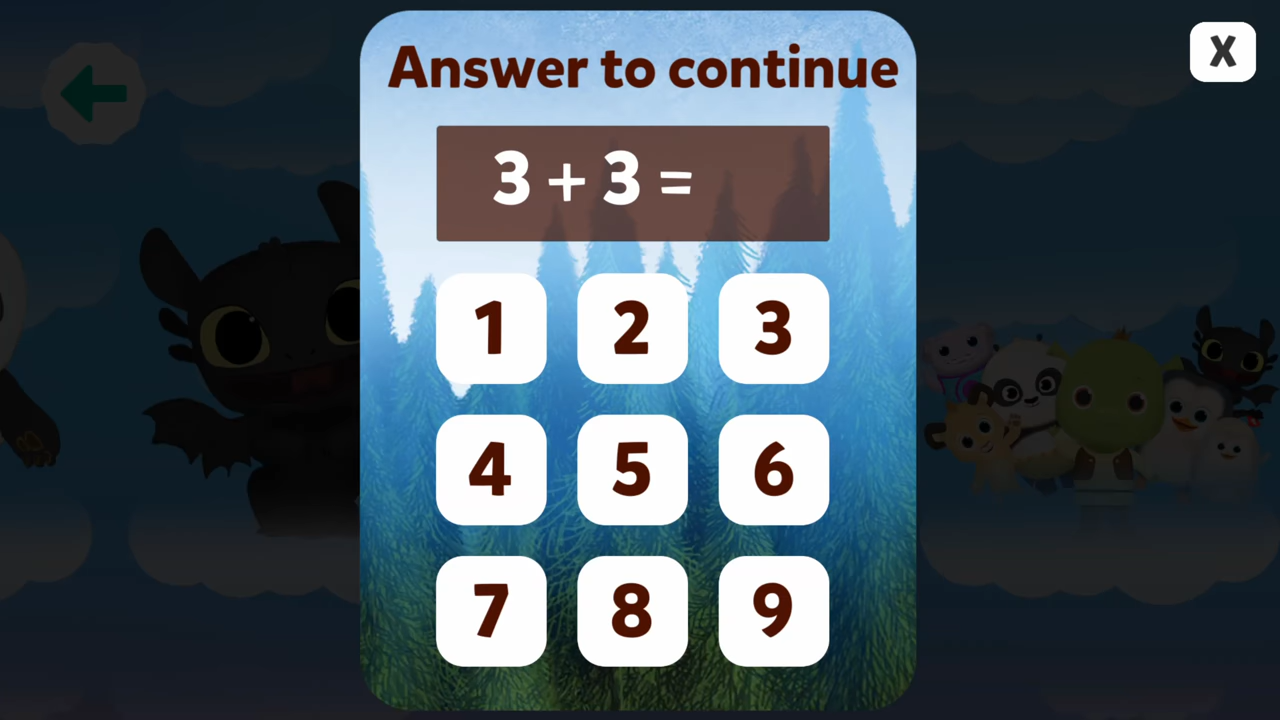 Answer to continue
X
3 + 3 =
1 2 3
4 5 6
7 8 9